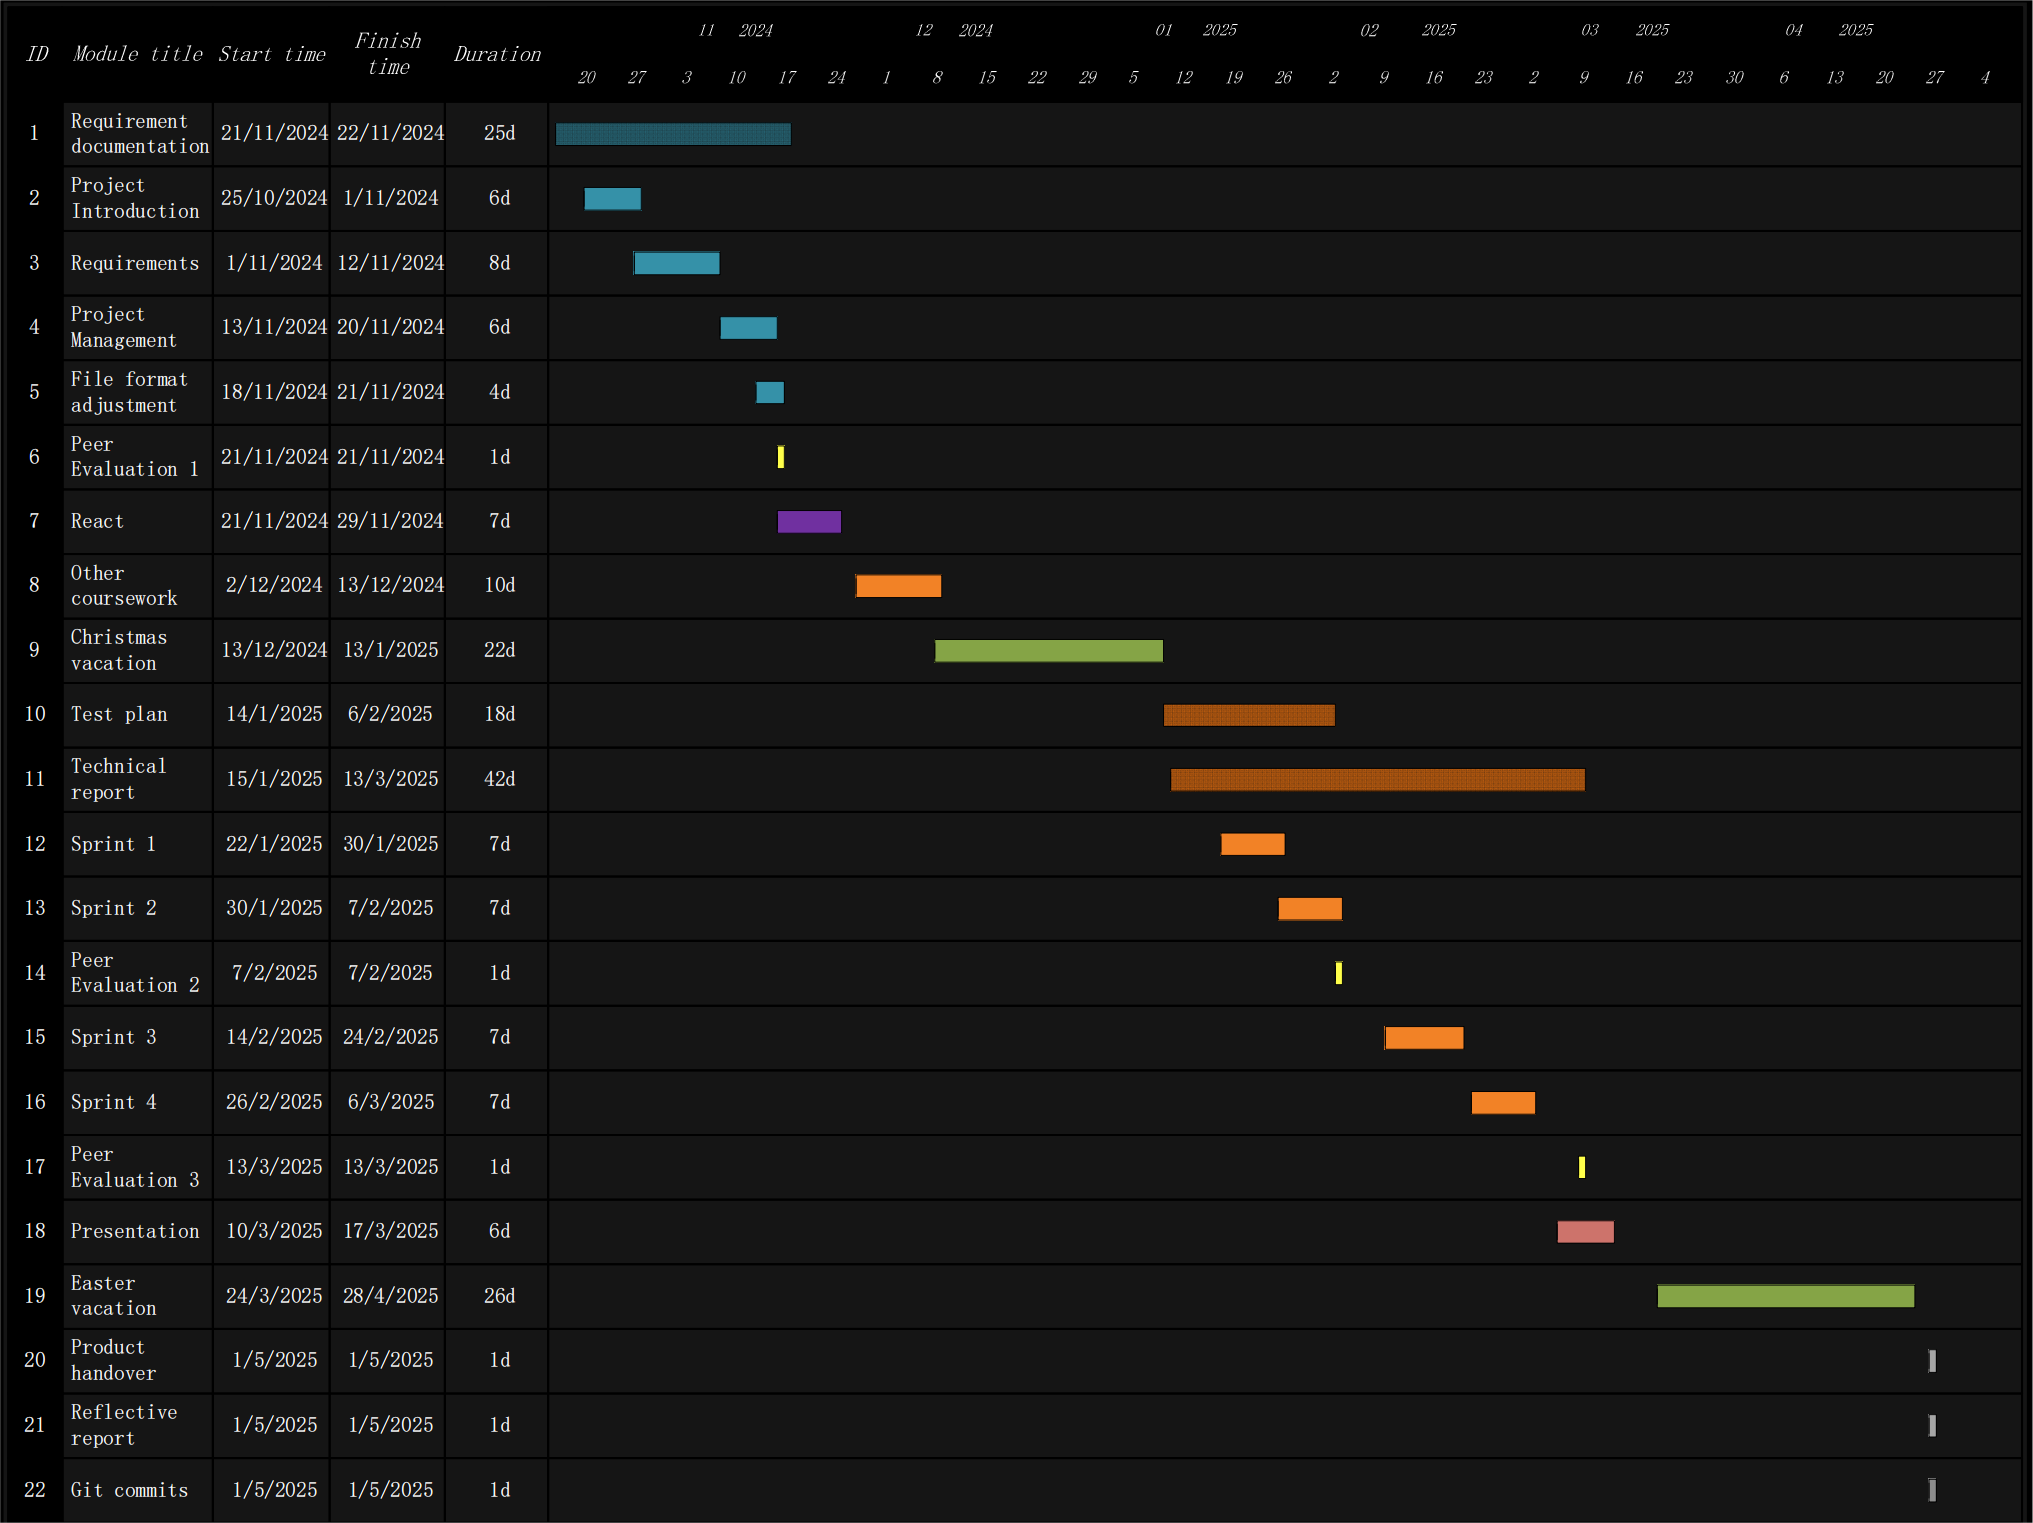 11 2024 12 2024 01 2025 02 2025 03 2025 04 2025
ID Module title Start time Finish time Duration
20 27 3 10 17 24 1 8 15 22 29 5 12 19 26 2 9 16 23 2 9 16 23 30 6 13 20 27 4
1 Requirement documentation 21/11/2024 22/11/2024 25d
2 Project Introduction 25/10/2024 1/11/2024 6d
3 Requirements 1/11/2024 12/11/2024 8d
4 Project Management 13/11/2024 20/11/2024 6d
5 File format adjustment 18/11/2024 21/11/2024 4d
6 Peer Evaluation 1 21/11/2024 21/11/2024 1d
7 React 21/11/2024 29/11/2024 7d
8 Other coursework 2/12/2024 13/12/2024 10d
9 Christmas vacation 13/12/2024 13/1/2025 22d
10 Test plan 14/1/2025 6/2/2025 18d
11 Technical report 15/1/2025 13/3/2025 42d
12 Sprint 1 22/1/2025 30/1/2025 7d
13 Sprint 2 30/1/2025 7/2/2025 7d
14 Peer Evaluation 2 7/2/2025 7/2/2025 1d
15 Sprint 3 14/2/2025 24/2/2025 7d
16 Sprint 4 26/2/2025 6/3/2025 7d
17 Peer Evaluation 3 13/3/2025 13/3/2025 1d
18 Presentation 10/3/2025 17/3/2025 6d
19 Easter vacation 24/3/2025 28/4/2025 26d
20 Product handover 1/5/2025 1/5/2025 1d
21 Reflective report 1/5/2025 1/5/2025 1d
22 Git commits 1/5/2025 1/5/2025 1d